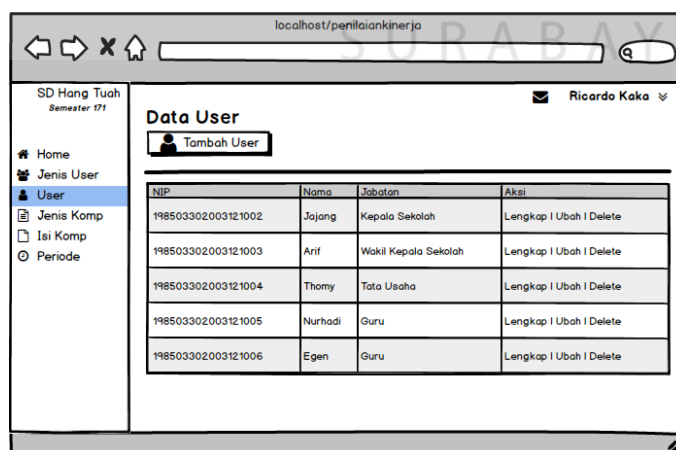 localhost/penilaiankinerja
SURABAY
SD Hang Tuah
Semester 171
Ricardo Kaka
Data User
Tambah User
Home
Jenis User
User
Jenis Komp
Isi Komp
Periode
NIP Nama Jabatan Aksi
198503302003121002 Jajang Kepala Sekolah Lengkap | Ubah | Delete
198503302003121003 Arif Wakil Kepala Sekolah Lengkap | Ubah | Delete
198503302003121004 Thomy Tata Usaha Lengkap | Ubah | Delete
198503302003121005 Nurhadi Guru Lengkap | Ubah | Delete
198503302003121006 Egen Guru Lengkap | Ubah | Delete